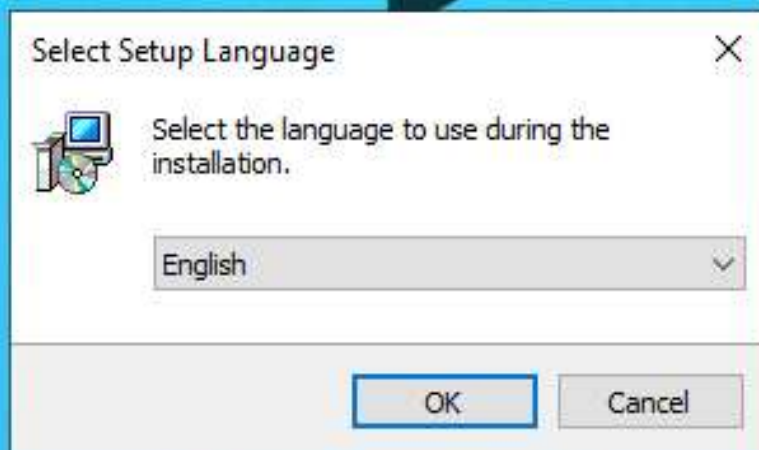 Select Setup Language
Select the language to use during the
installation.
English
OK
Cancel